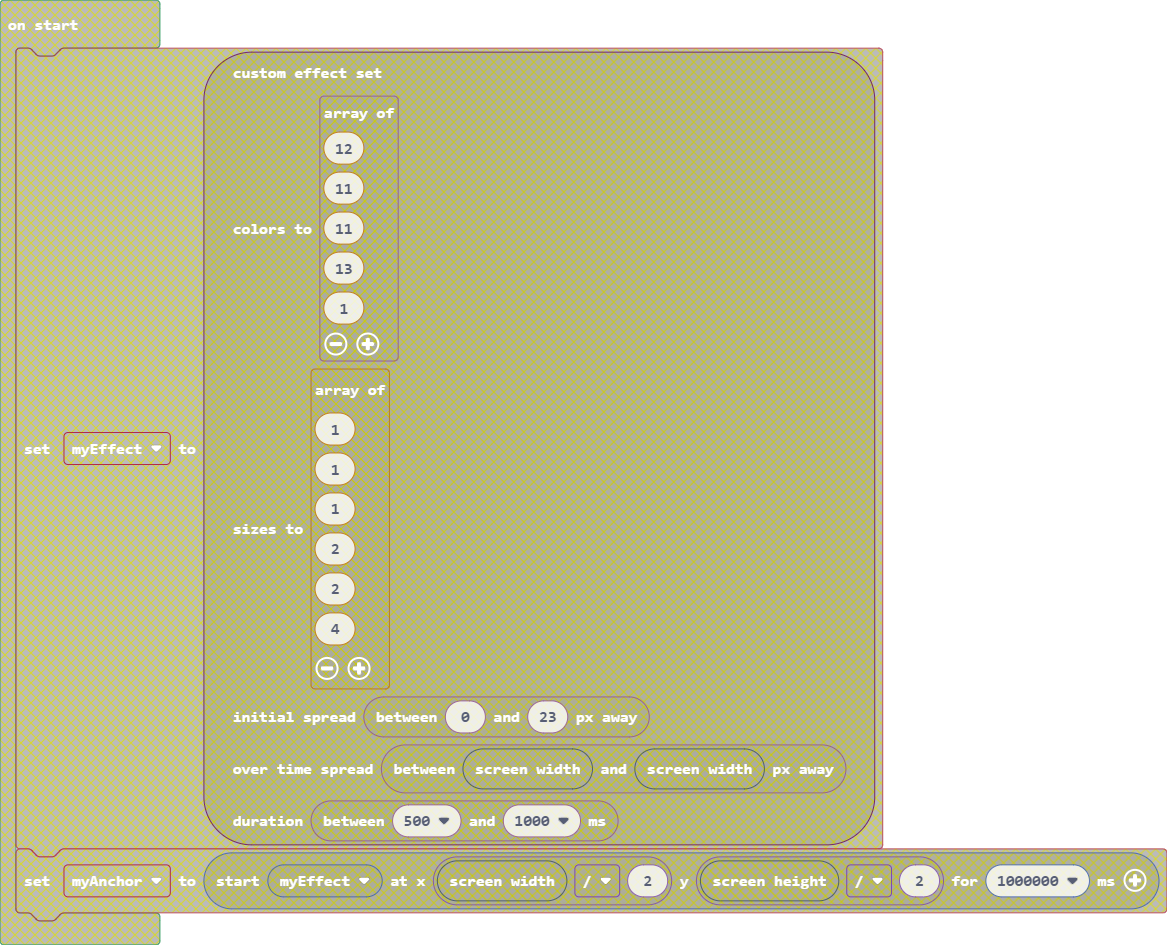 on start
custom effect set
array of
12
11
colors to 11
13
1
array of
1
set myEffect to
1
1
sizes to
2
2
4
initial spread between 0 and 23 px away
over time spread between screen width and screen width px away
duration between 500 and 1000 ms
set myAnchor to start myEffect at x screen width / 2 y screen height / 2 for 1000000 ms